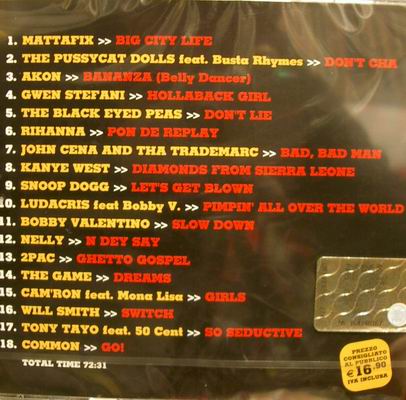 1. MATTAFIX >> BIG CITY LIFE
2. THE PUSSYCAT DOLLS feat. Busta Rhymes >> DON'T CHA
3. AKON >> BANANZA (Belly Dancer)
4. GWEN STEFANI >> HOLLABACK GIRL
5. THE BLACK EYED PEAS >> DON'T LIE
6. RIHANNA >> PON DE REPLAY
7. JOHN CENA AND THA TRADEMARC >> BAD, BAD MAN
8. KANYE WEST >> DIAMONDS FROM SIERRA LEONE
9. SNOOP DOGG >> LET'S GET BLOWN
10. LUDACRIS feat Bobby V. >> PIMPIN' ALL OVER THE WORLD
11. BOBBY VALENTINO >> SLOW DOWN
12. NELLY >> N DEY SAY
13. 2PAC >> GHETTO GOSPEL
14. THE GAME >> DREAMS
15. CAM'RON feat. Mona Lisa >> GIRLS
16. WILL SMITH >> SWITCH
17. TONY TAYO feat. 50 Cent >> SO SEDUCTIVE
18. COMMON >> GO!
TOTAL TIME 72:31
PREZZO
CONSIGLIATO
AL PUBBLICO
€16.90
IVA INCLUSA